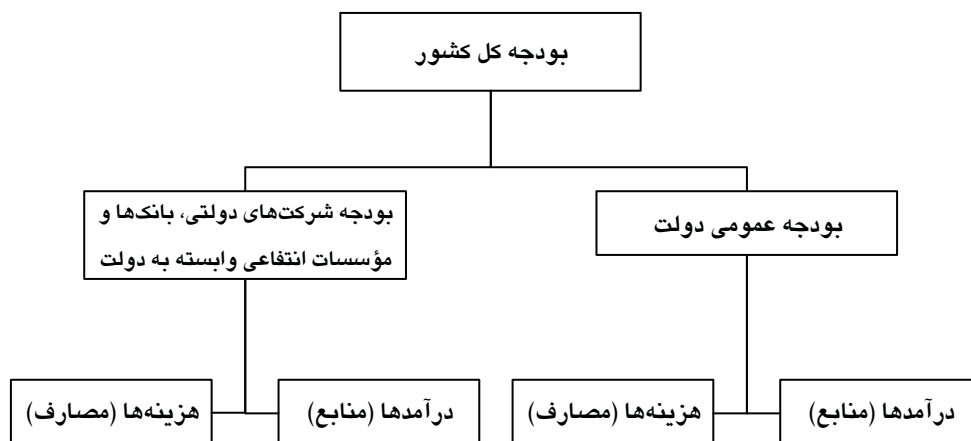 بودجه کل کشور
بودجه عمومی دولت
بودجه شرکت‌های دولتی، بانک‌ها و
مؤسسات انتفاعی وابسته به دولت
درآمدها (منابع)
هزینه‌ها (مصارف)
درآمدها (منابع)
هزینه‌ها (مصارف)